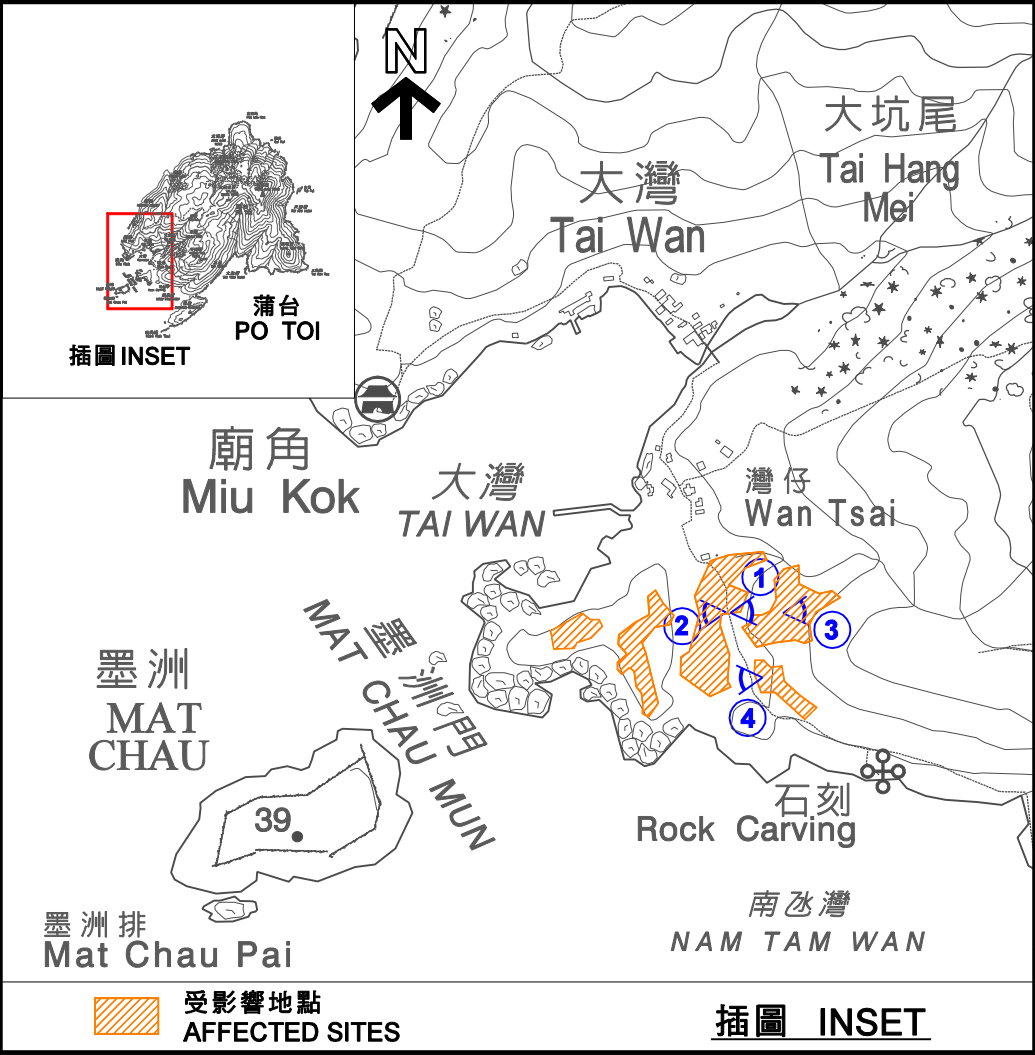 N
大坑尾
Tai Hang
Mei
大灣
Tai Wan
蒲台
PO TOI
插圖 INSET
廟角
Miu Kok
大灣
TAI WAN
灣仔
Wan Tsai
1
2
3
4
墨洲門
MAT CHAU MUN
墨洲
MAT
CHAU
39
石刻
Rock Carving
墨洲排
Mat Chau Pai
南氹灣
NAM TAM WAN
受影響地點
AFFECTED SITES
插圖 INSET